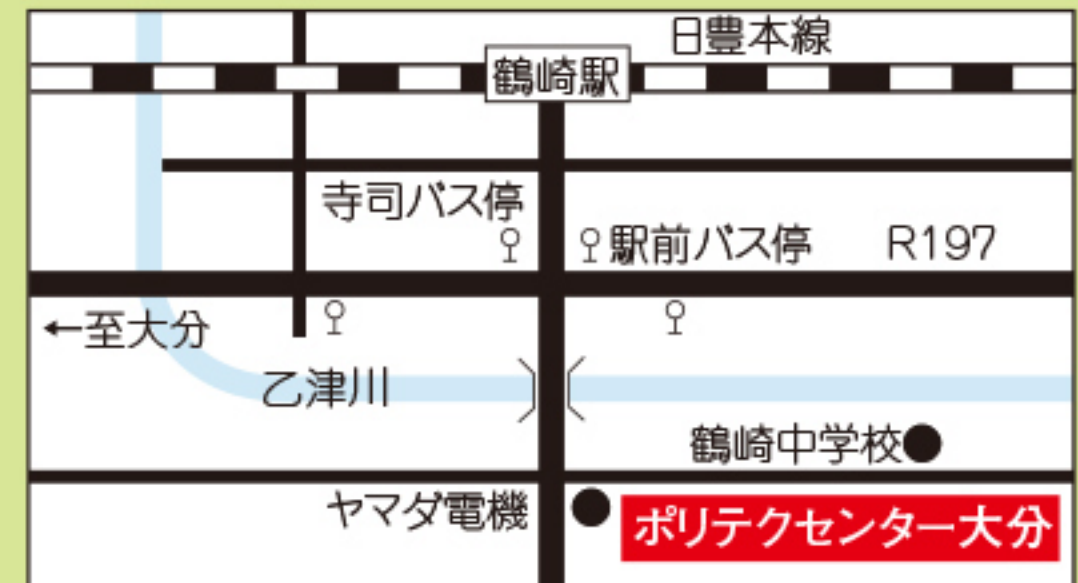 日豊本線
鶴崎駅
寺司バス停
駅前バス停
R197
←至大分
乙津川
鶴崎中学校
ヤマダ電機
ポリテクセンター大分